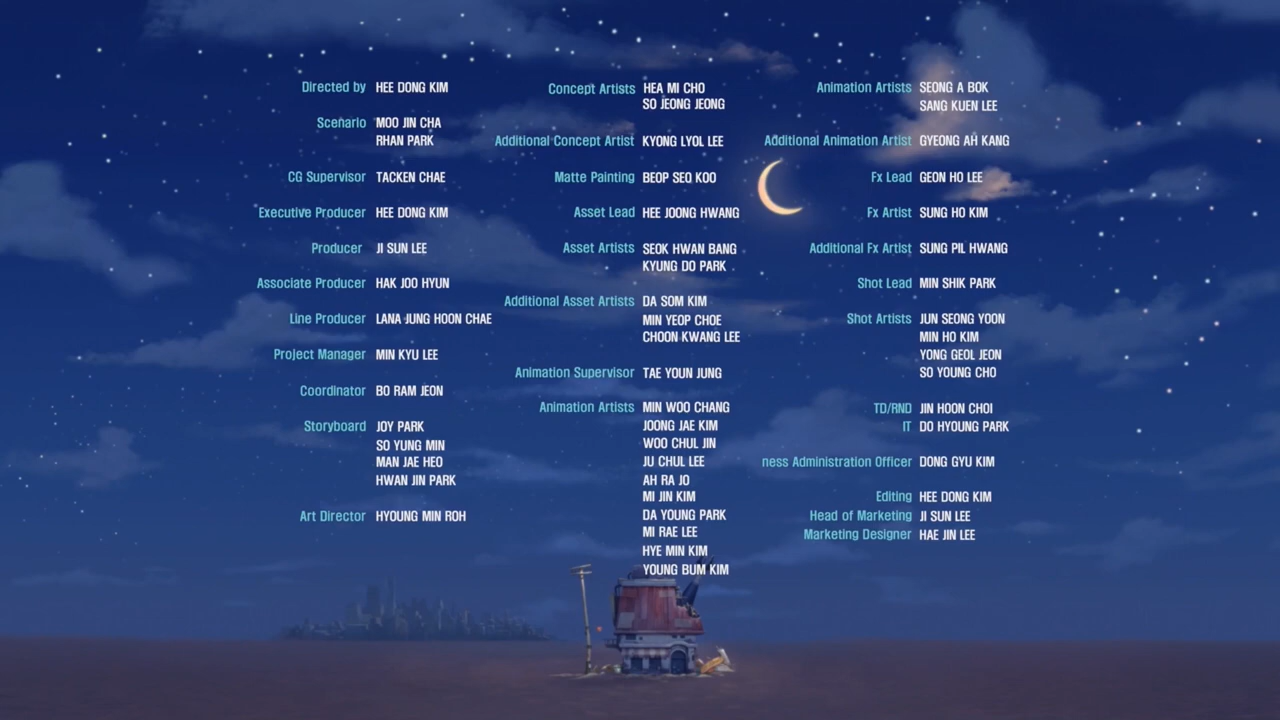 Directed by HEE DONG KIM
Scenario MOO JIN CHA
RHAN PARK
CG Supervisor TACKEN CHAE
Executive Producer HEE DONG KIM
Producer JI SUN LEE
Associate Producer HAK JOO HYUN
Line Producer LANA JUNG HOON CHAE
Project Manager MIN KYU LEE
Coordinator BO RAM JEON
Storyboard JOY PARK
SO YUNG MIN
MAN JAE HEO
HWAN JIN PARK
Art Director HYOUNG MIN ROH
Concept Artists HEA MI CHO
SO JEONG JEONG
Additional Concept Artist KYONG LYOL LEE
Matte Painting BEOP SEQ KOO
Asset Lead HEE JOONG HWANG
Asset Artists SEOK HWAN BANG
KYUNG DO PARK
Additional Asset Artists DA SOM KIM
MIN YEOP CHOE
CHOON KWANG LEE
Animation Supervisor TAE YOUN JUNG
Animation Artists MIN WOO CHANG
JOONG JAE KIM
WOO CHUL JIN
JU CHUL LEE
AH RA JO
MI JIN KIM
DA YOUNG PARK
MI RAE LEE
HYE MIN KIM
YOUNG BUM KIM
Animation Artists SEONG A BOK
SANG KUEN LEE
Additional Animation Artist GYEONG AH KANG
Fx Lead GEON HO LEE
Fx Artist SUNG HO KIM
Additional Fx Artist SUNG PIL HWANG
Shot Lead MIN SHIK PARK
Shot Artists JUN SEONG YOON
MIN HO KIM
YONG GEOL JEON
SO YOUNG CHO
TD/RND JIN HOON CHOI
IT DO HYOUNG PARK
ness Administration Officer DONG GYU KIM
Editing HEE DONG KIM
Head of Marketing JI SUN LEE
Marketing Designer HAE JIN LEE